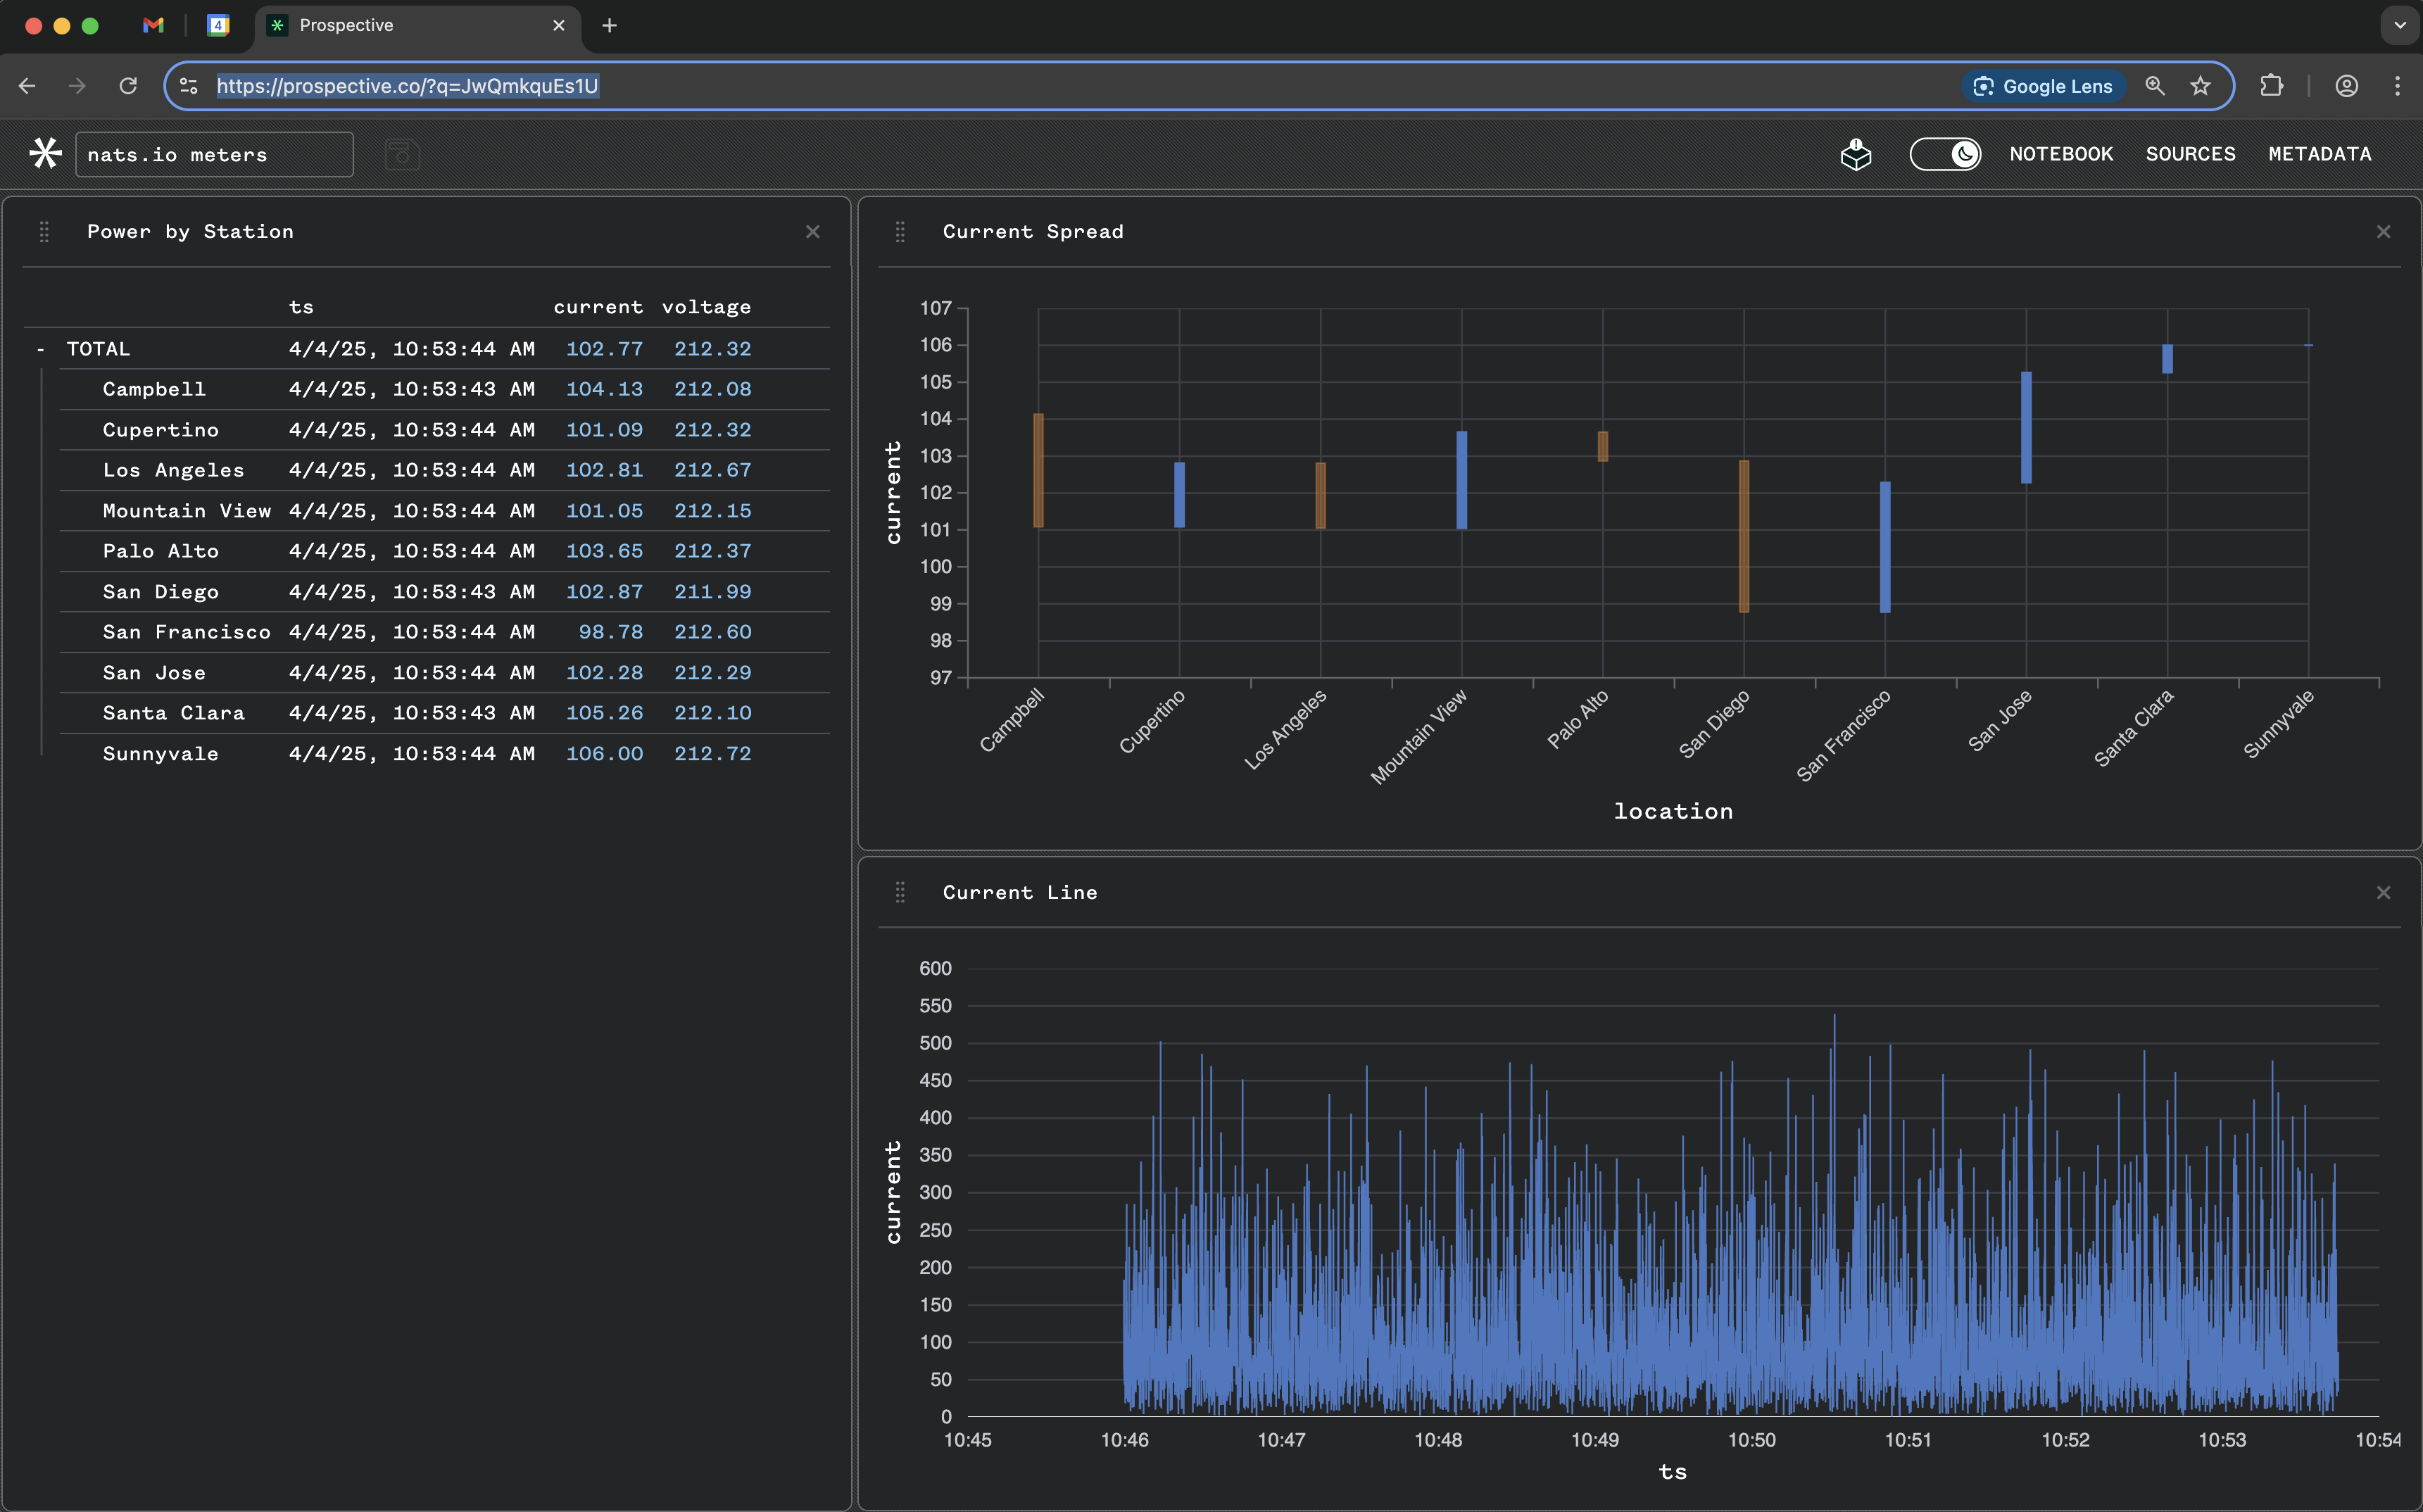 4
Prospective
https://prospective.co/?q=JwQmkquEs1U
Google Lens
nats.io meters
NOTEBOOK SOURCES METADATA
Power by Station
ts current voltage
- TOTAL 4/4/25, 10:53:44 AM 102.77 212.32
Campbell 4/4/25, 10:53:43 AM 104.13 212.08
Cupertino 4/4/25, 10:53:44 AM 101.09 212.32
Los Angeles 4/4/25, 10:53:44 AM 102.81 212.67
Mountain View 4/4/25, 10:53:44 AM 101.05 212.15
Palo Alto 4/4/25, 10:53:44 AM 103.65 212.37
San Diego 4/4/25, 10:53:43 AM 102.87 211.99
San Francisco 4/4/25, 10:53:44 AM 98.78 212.60
San Jose 4/4/25, 10:53:44 AM 102.28 212.29
Santa Clara 4/4/25, 10:53:43 AM 105.26 212.10
Sunnyvale 4/4/25, 10:53:44 AM 106.00 212.72
Current Spread
107
106
105
104
103
102
101
100
99
98
97
current
Campbell Cupertino Los Angeles Mountain View Palo Alto San Diego San Francisco San Jose Santa Clara Sunnyvale
location
Current Line
600
550
500
450
400
350
300
250
200
150
100
50
0
current
10:45 10:46 10:47 10:48 10:49 10:50 10:51 10:52 10:53 10:54
ts